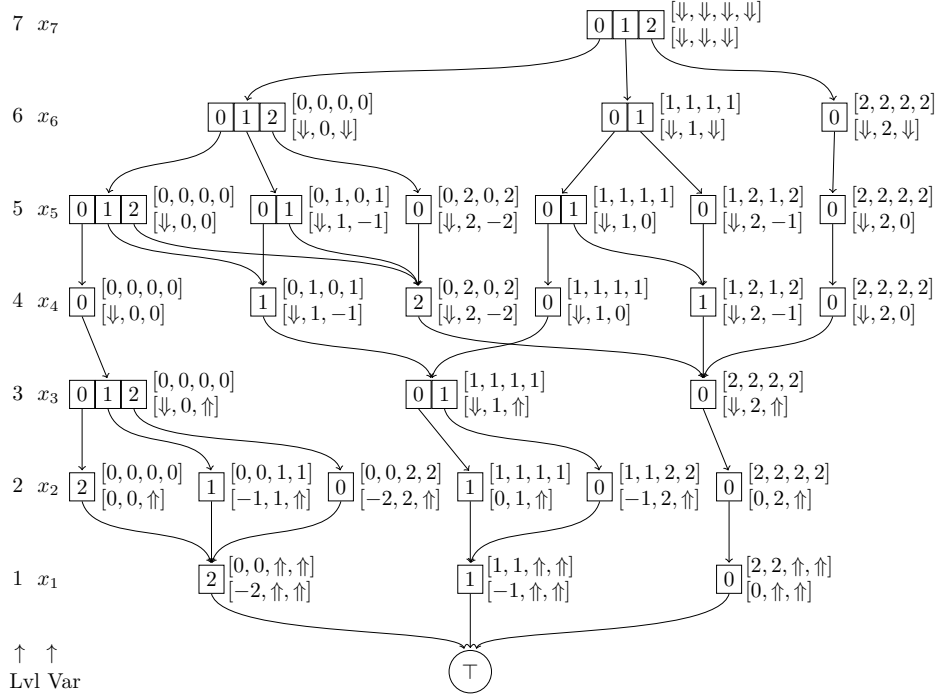 7 x₇ 0 1 2 [⇓, ⇓, ⇓, ⇓]
[⇓, ⇓, ⇓]
6 x₆ 0 1 2 [0, 0, 0, 0] 0 1 [1, 1, 1, 1] 0 [2, 2, 2, 2]
[⇓, 0, ⇓] [⇓, 1, ⇓] [⇓, 2, ⇓]
5 x₅ 0 1 2 [0, 0, 0, 0] 0 1 [0, 1, 0, 1] 0 [0, 2, 0, 2] 0 1 [1, 1, 1, 1] 0 [1, 2, 1, 2] 0 [2, 2, 2, 2]
[⇓, 0, 0] [⇓, 1, −1] [⇓, 2, −2] [⇓, 1, 0] [⇓, 2, −1] [⇓, 2, 0]
4 x₄ 0 [0, 0, 0, 0] 1 [0, 1, 0, 1] 2 [0, 2, 0, 2] 0 [1, 1, 1, 1] 1 [1, 2, 1, 2] 0 [2, 2, 2, 2]
[⇓, 0, 0] [⇓, 1, −1] [⇓, 2, −2] [⇓, 1, 0] [⇓, 2, −1] [⇓, 2, 0]
3 x₃ 0 1 2 [0, 0, 0, 0] 0 1 [1, 1, 1, 1] 0 [2, 2, 2, 2]
[⇓, 0, ⇑] [⇓, 1, ⇑] [⇓, 2, ⇑]
2 x₂ 2 [0, 0, 0, 0] 1 [0, 0, 1, 1] 0 [0, 0, 2, 2] 1 [1, 1, 1, 1] 0 [1, 1, 2, 2] 0 [2, 2, 2, 2]
[0, 0, ⇑] [−1, 1, ⇑] [−2, 2, ⇑] [0, 1, ⇑] [−1, 2, ⇑] [0, 2, ⇑]
1 x₁ 2 [0, 0, ⇑, ⇑] 1 [1, 1, ⇑, ⇑] 0 [2, 2, ⇑, ⇑]
[−2, ⇑, ⇑] [−1, ⇑, ⇑] [0, ⇑, ⇑]
↑ ↑ ⊤
Lvl Var